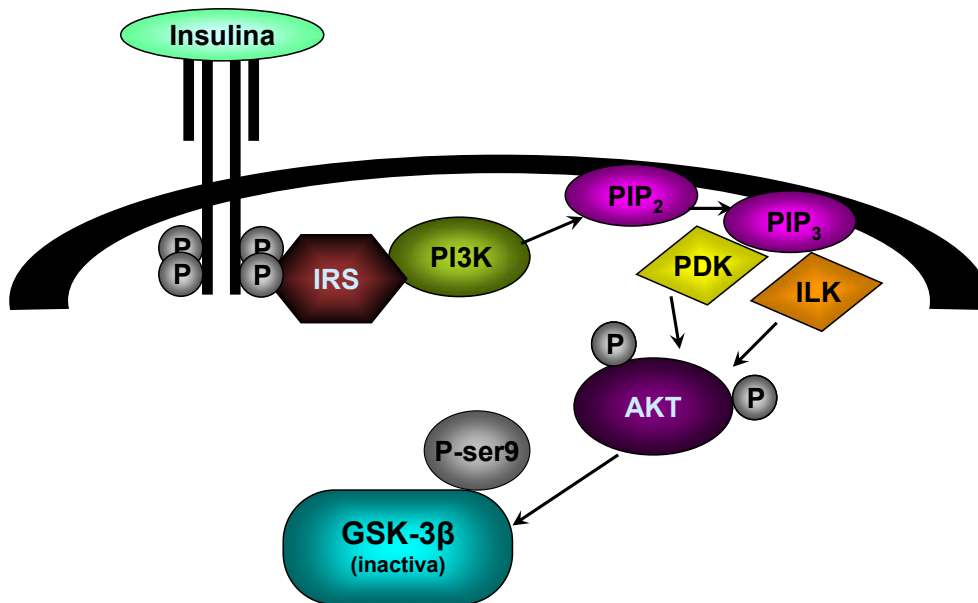 Insulina
PIP2
PIP3
P
P
P
P
IRS
PI3K
PDK
ILK
P
AKT
P
P-ser9
GSK-3β
(inactiva)